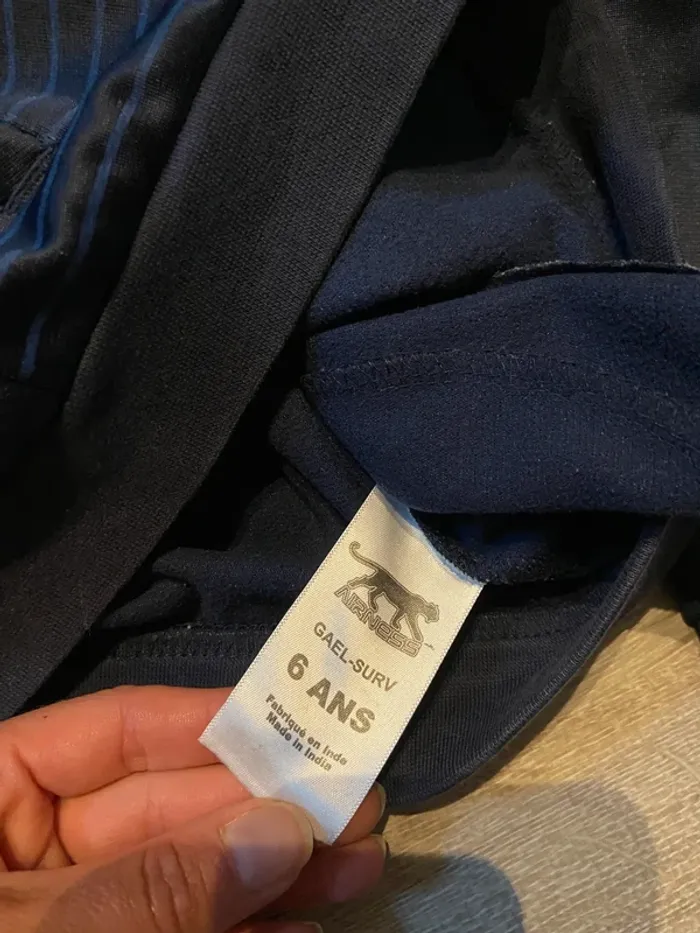 AIRNESS
GAEL-SURV
6 ANS
Fabriqué en Inde
Made in India